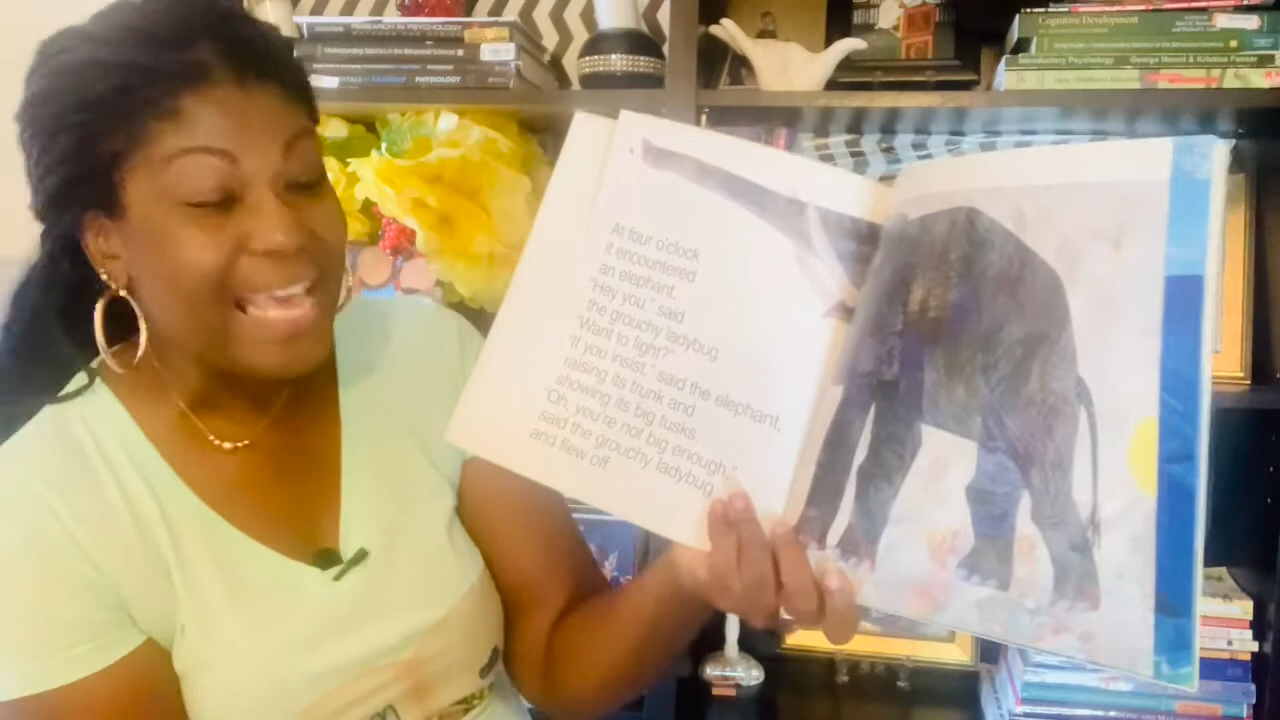 RESEARCH IN PSYCHOLOGY
Understanding Statistics in the Behavioral Sciences
PHYSIOLOGY
Cognitive Development
Introductory Psychology George Mount & Kristina
At four o'clock
it encountered
an elephant.
"Hey you," said
the grouchy ladybug.
"Want to fight?"
"If you insist," said the elephant,
raising its trunk and
showing its big tusks.
"Oh, you're not big enough,"
said the grouchy ladybug
and flew off.